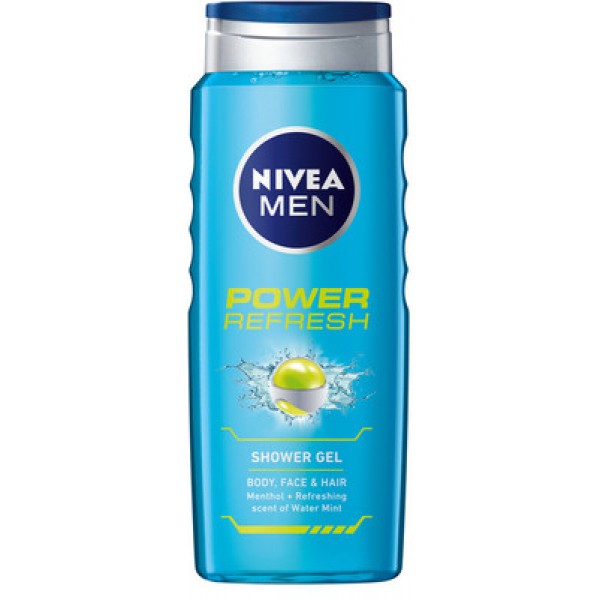 NIVEA
MEN
POWER
REFRESH
SHOWER GEL
BODY, FACE & HAIR
Menthol + Refreshing
scent of Water Mint